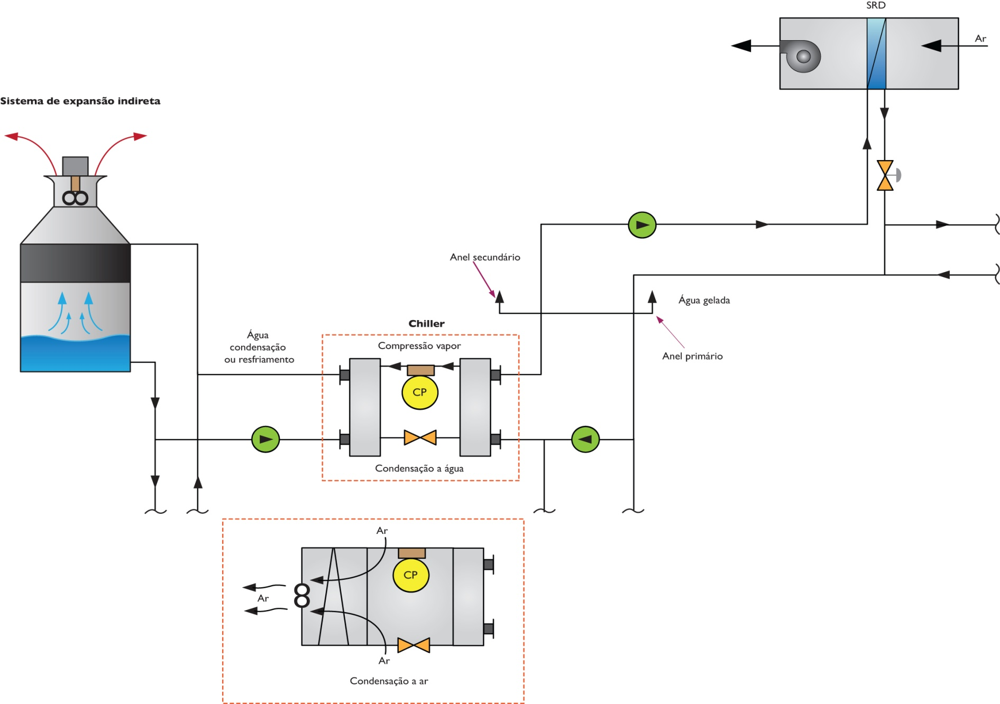 SRD
Ar
Sistema de expansão indireta
Anel secundário
Água gelada
Chiller
Água
condensação
ou resfriamento
Compressão vapor
Anel primário
CP
Condensação a água
Ar
CP
Ar
Ar
Condensação a ar